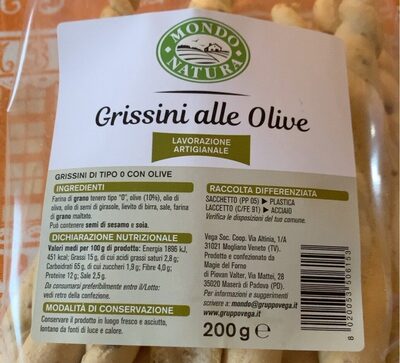 MONDO
NATURA
Grissini alle Olive
LAVORAZIONE
ARTIGIANALE
GRISSINI DI TIPO 0 CON OLIVE
INGREDIENTI
Farina di grano tenero tipo "0", olive (10%), olio di
oliva, olio di semi di girasole, lievito di birra, sale, farina di
grano maltato.
Può contenere semi di sesamo e soia.
DICHIARAZIONE NUTRIZIONALE
Valori medi per 100 g di prodotto: Energia 1896 kJ,
451 kcal; Grassi 15 g, di cui acidi grassi saturi 2,8 g;
Carboidrati 65 g, di cui zuccheri 1,9 g; Fibre 4,0 g;
Proteine 12 g; Sale 2,5 g.
Da consumarsi preferibilmente entro il/Lotto:
vedi retro della confezione.
MODALITÀ DI CONSERVAZIONE
Conservare il prodotto in luogo fresco e asciutto,
lontano da fonti di luce e calore.
RACCOLTA DIFFERENZIATA
SACCHETTO (PP 05) ► PLASTICA
LACCETTO (C/FE 91) ► ACCIAIO
Verifica le disposizioni del tuo comune.
Vega Soc. Coop. Via Altinia, 1/A
31021 Mogliano Veneto (TV).
Prodotto e confezionato da
Magie del Forno
di Piovan Valter, Via Mattei, 28
35020 Maserà di Padova (PD).
Per informazioni e suggerimenti
scrivere a: mondo@gruppovega.it
www.gruppovega.it
200 g e